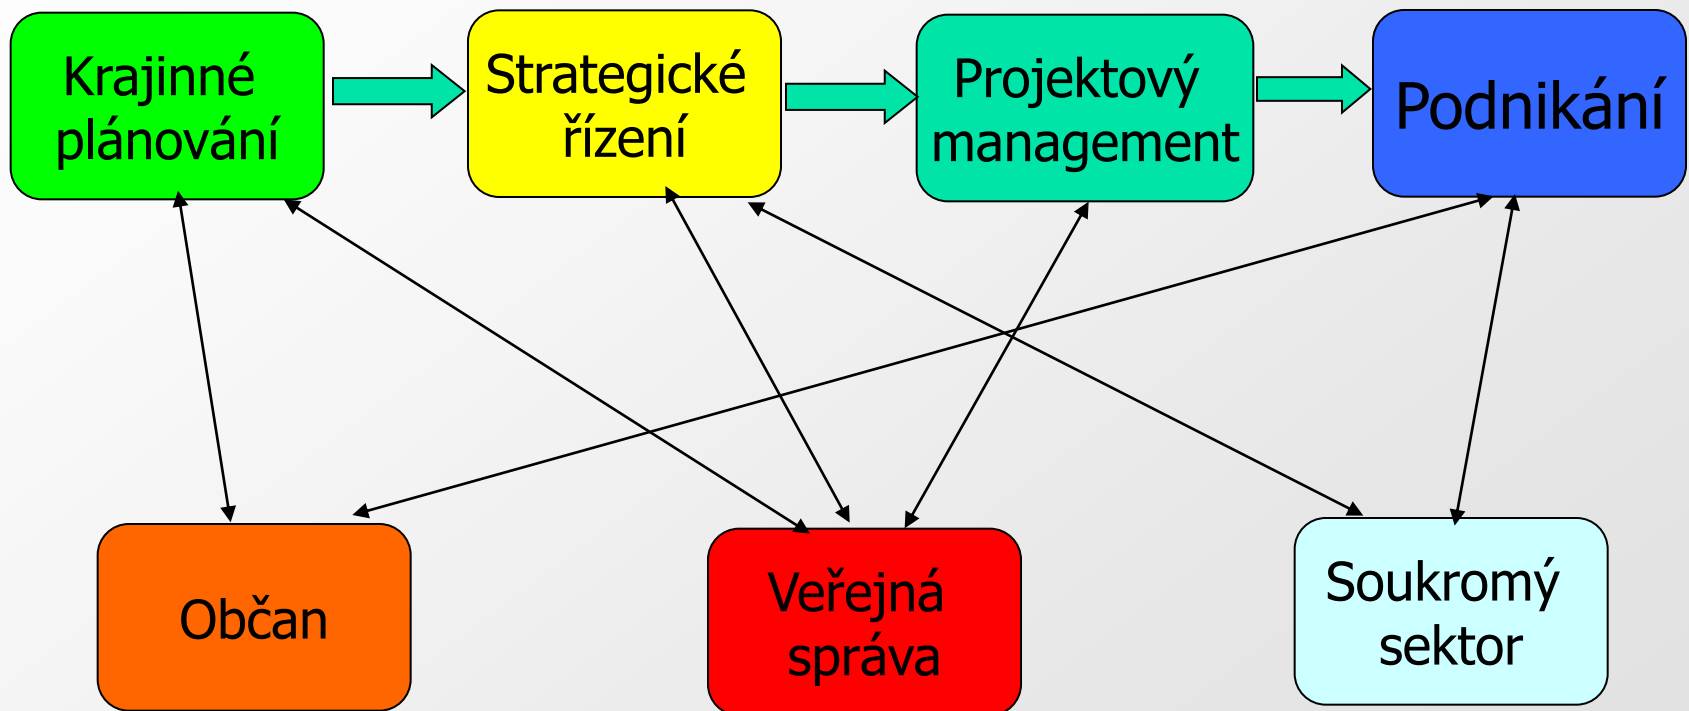 Krajinné
plánování
Strategické
řízení
Projektový
management
Podnikání
Občan
Veřejná
správa
Soukromý
sektor